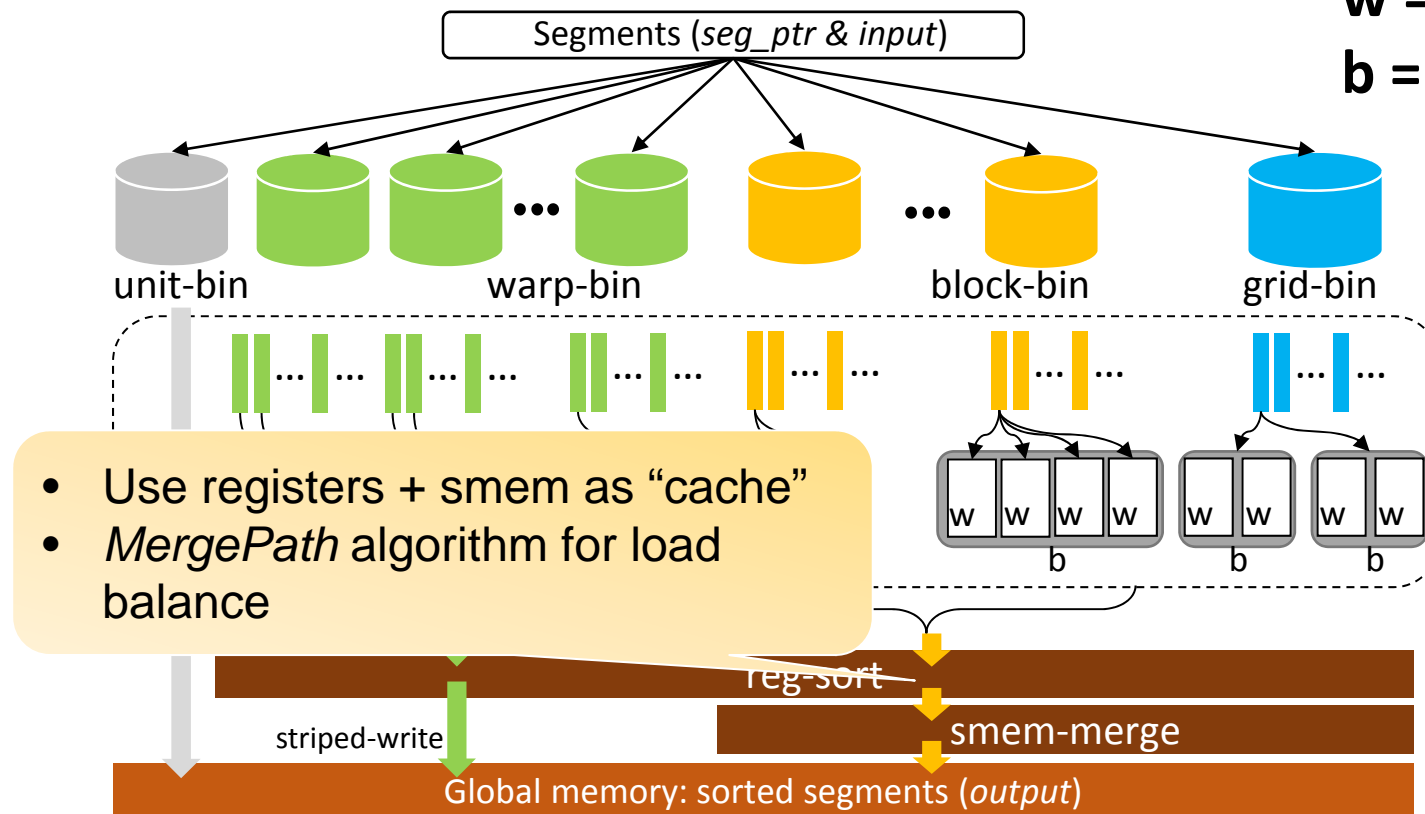 w =
Segments (seg_ptr & input)
b =
••• •••
unit-bin warp-bin block-bin grid-bin
... ... ... ... ... ... ... ... ... ... ... ...
• Use registers + smem as “cache”
• MergePath algorithm for load
balance
w w w w w w w w
b b b
reg-sort
striped-write
smem-merge
Global memory: sorted segments (output)